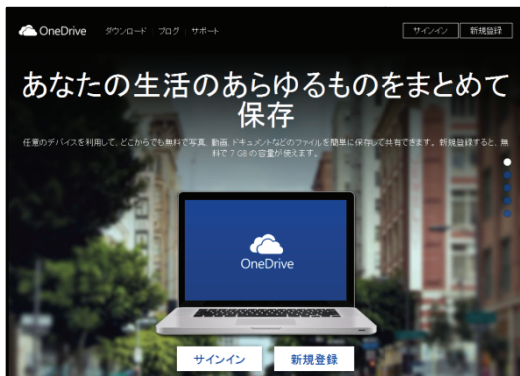 OneDrive ダウンロード ブログ サポート サインイン 新規登録
あなたの生活のあらゆるものをまとめて
保存
任意のデバイスを利用して、どこからでも無料で写真、動画、ドキュメントなどのファイルを簡単に保存して共有できます。新規登録すると、無
料で 7 GB の容量が使えます。
OneDrive
サインイン 新規登録